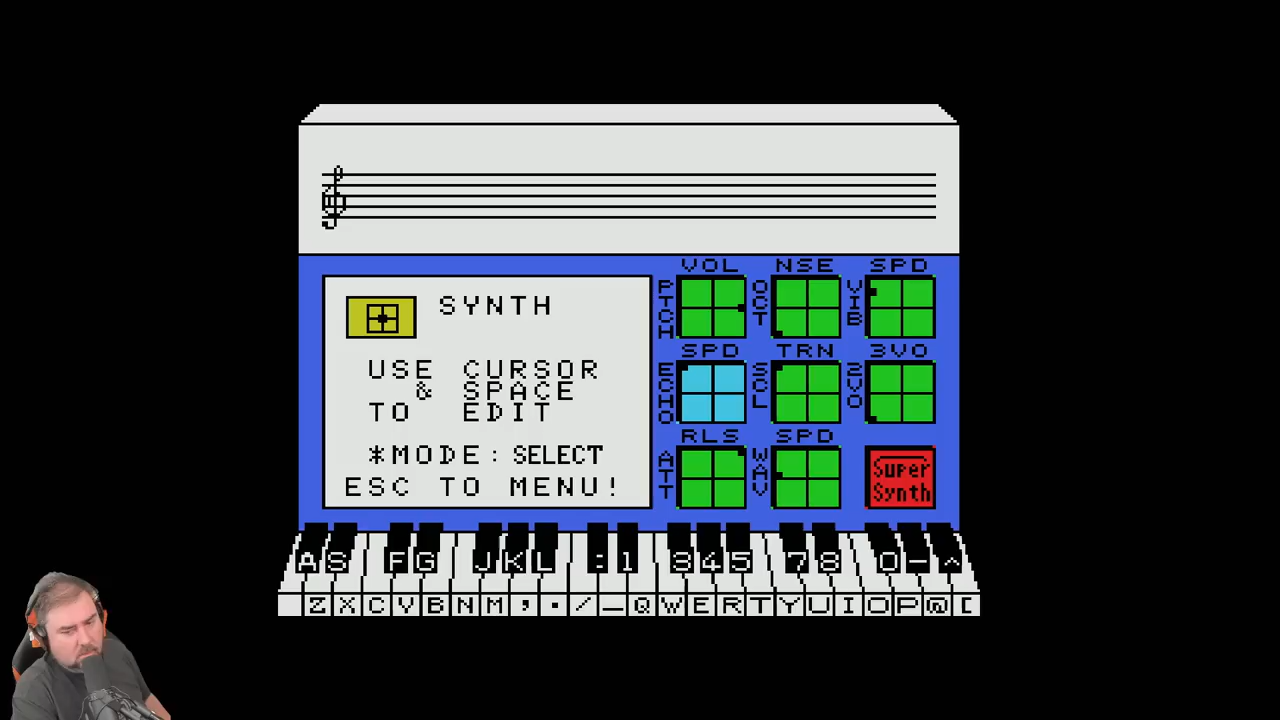 VOL NSE SPD
PTCH OCT VIB
SYNTH
SPD TRN 3VO
ECHO SCL 2VO
USE CURSOR
& SPACE
TO EDIT
RLS SPD
ATT WAV
*MODE:SELECT
ESC TO MENU!
Super
Synth
A S F G J K L : 1 3 4 5 7 8 0 - ^
Z X C V B N M , . / _ Q W E R T Y U I O P @ [